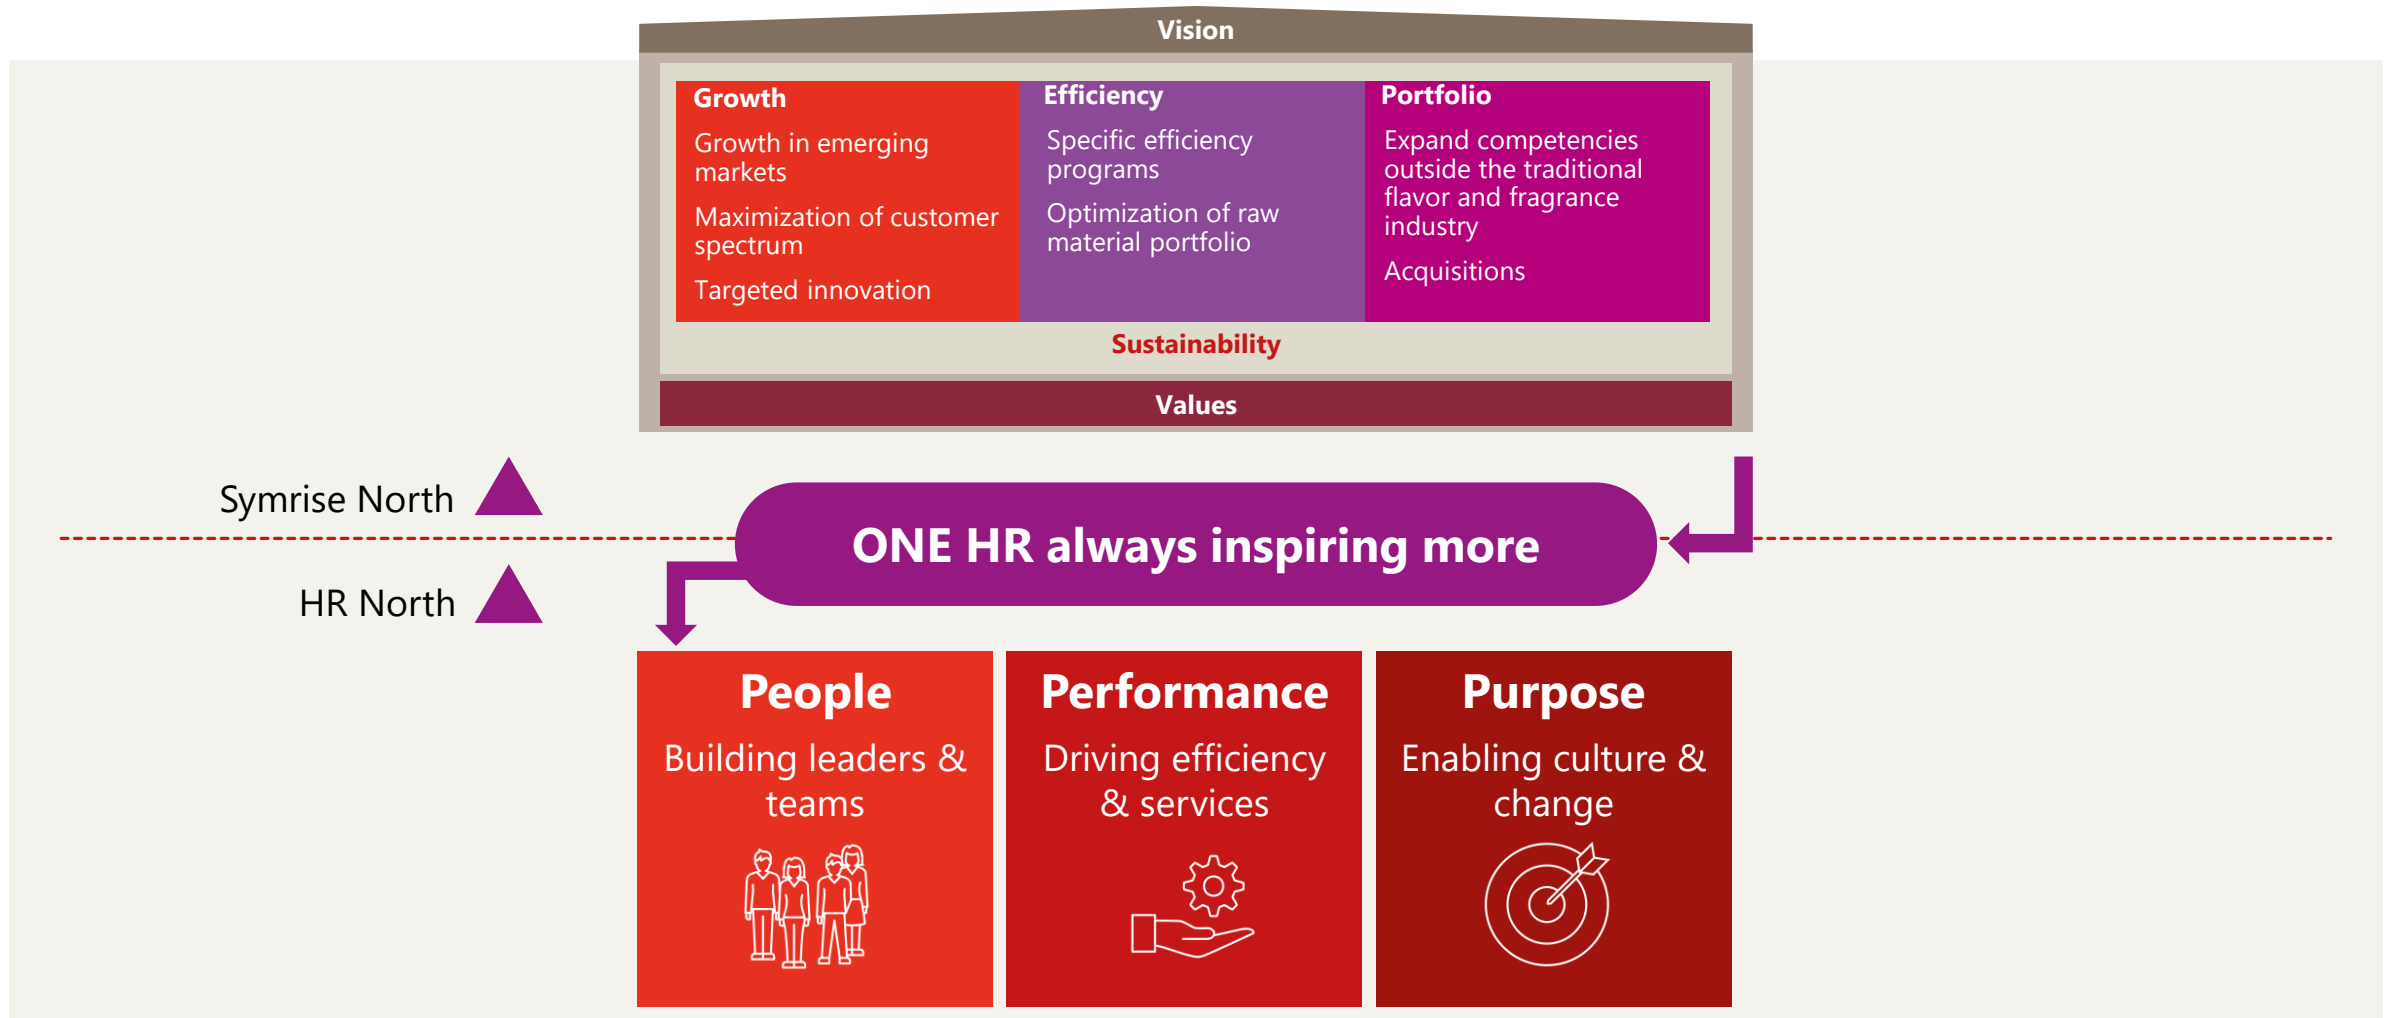 Vision
Growth
Growth in emerging
markets
Maximization of customer
spectrum
Targeted innovation
Efficiency
Specific efficiency
programs
Optimization of raw
material portfolio
Portfolio
Expand competencies
outside the traditional
flavor and fragrance
industry
Acquisitions
Sustainability
Values
Symrise North
ONE HR always inspiring more
HR North
People
Building leaders &
teams
Performance
Driving efficiency
& services
Purpose
Enabling culture &
change